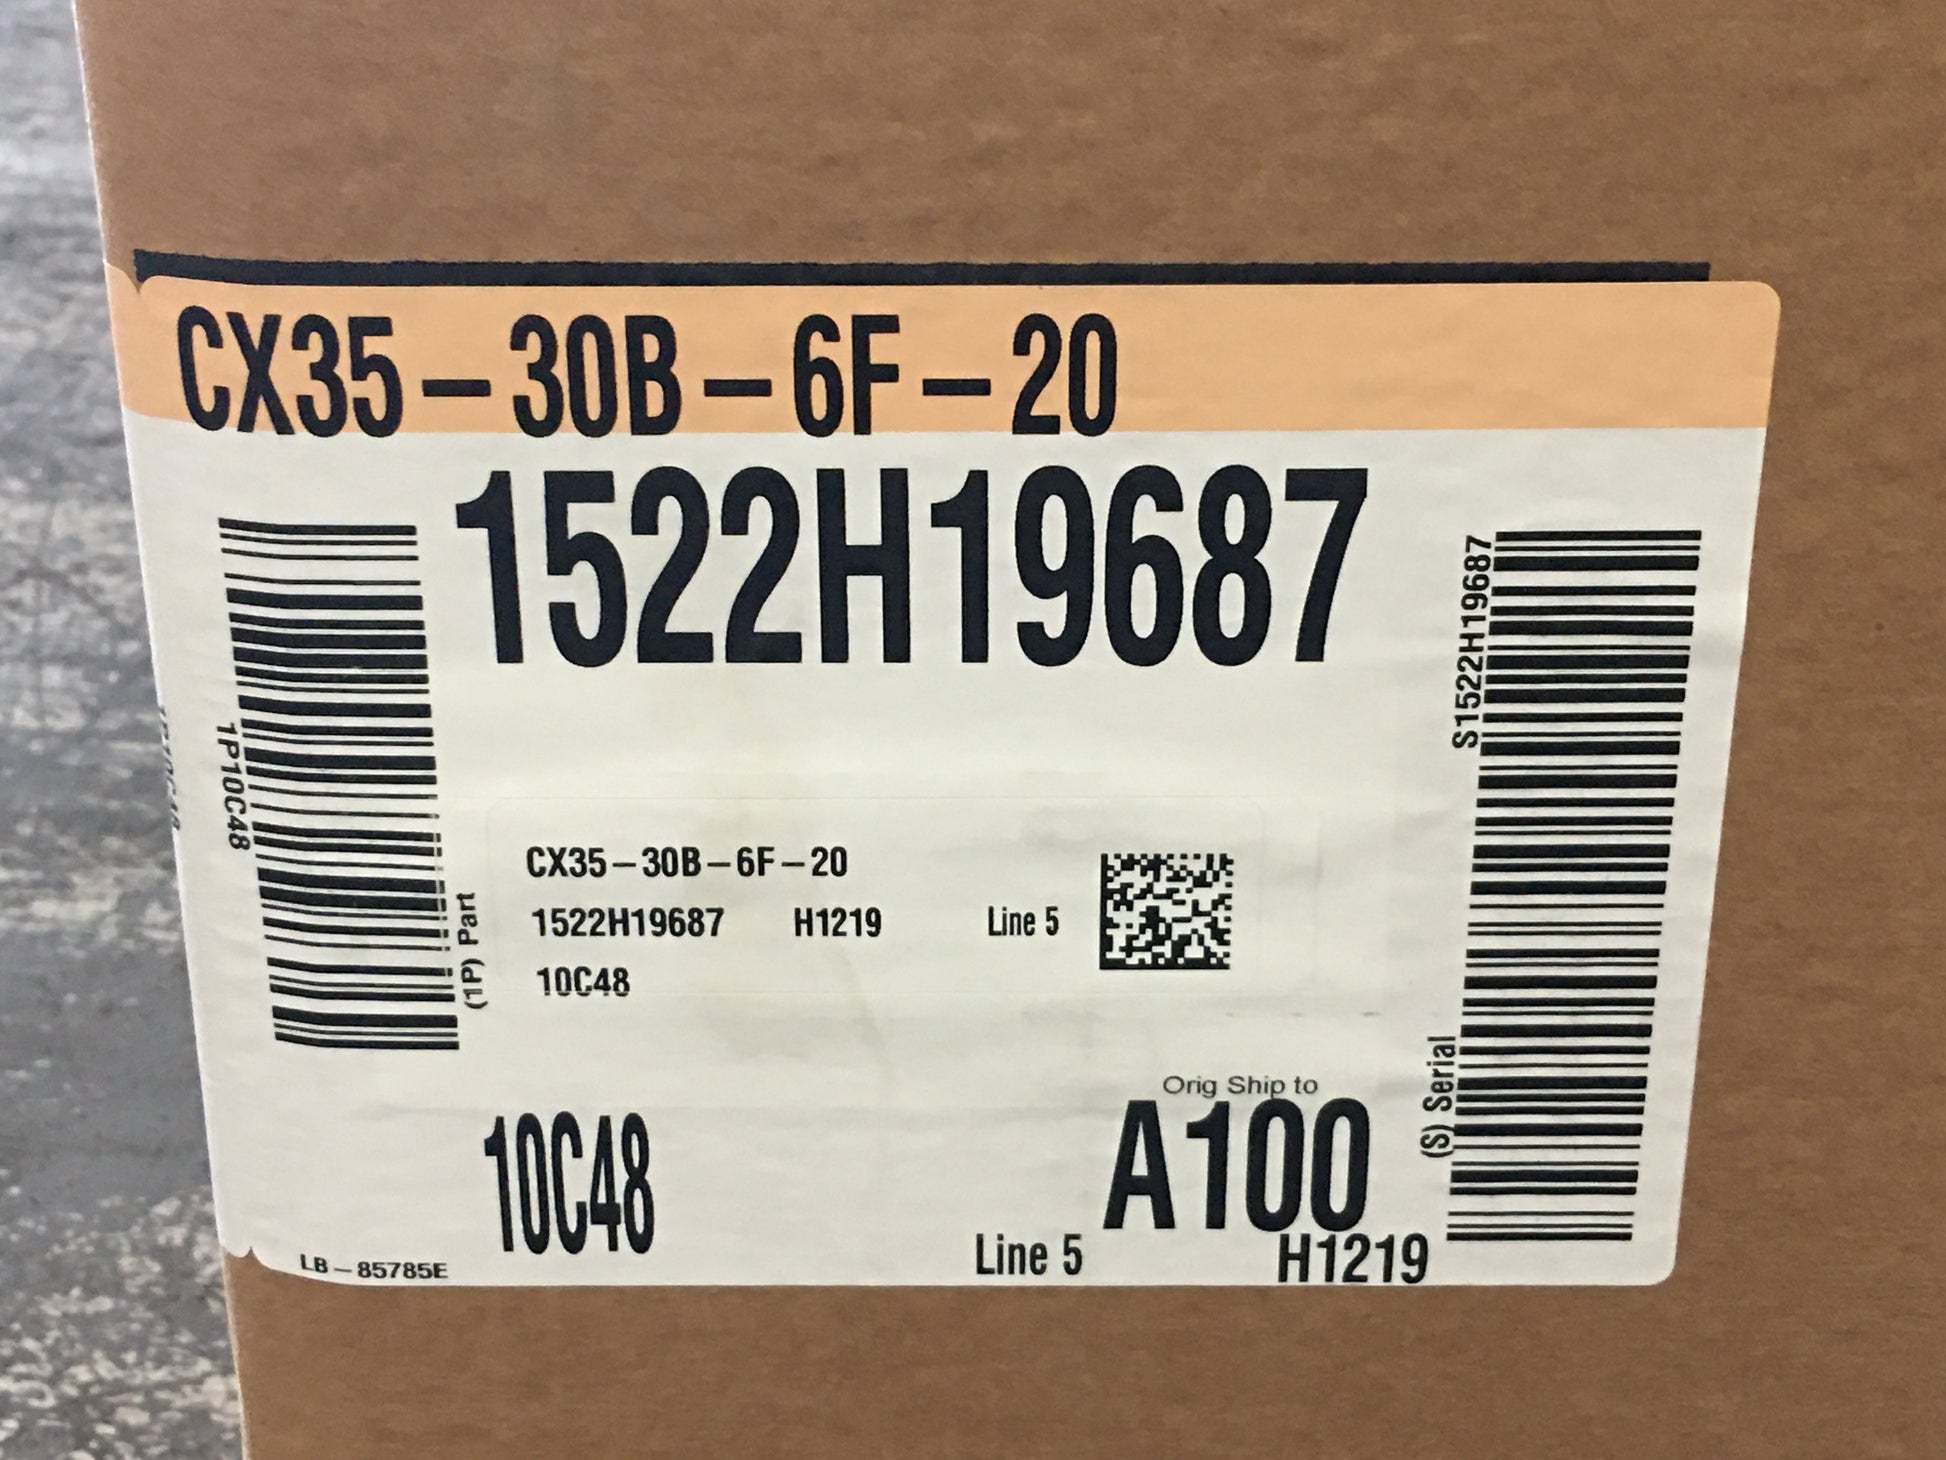 CX35-30B-6F-20
1522H19687
1P10C48
(1P) Part
S1522H19687
(S) Serial
CX35-30B-6F-20
1522H19687 H1219 Line 5
10C48
Orig Ship to
10C48 A100
Line 5 H1219
LB-85785E